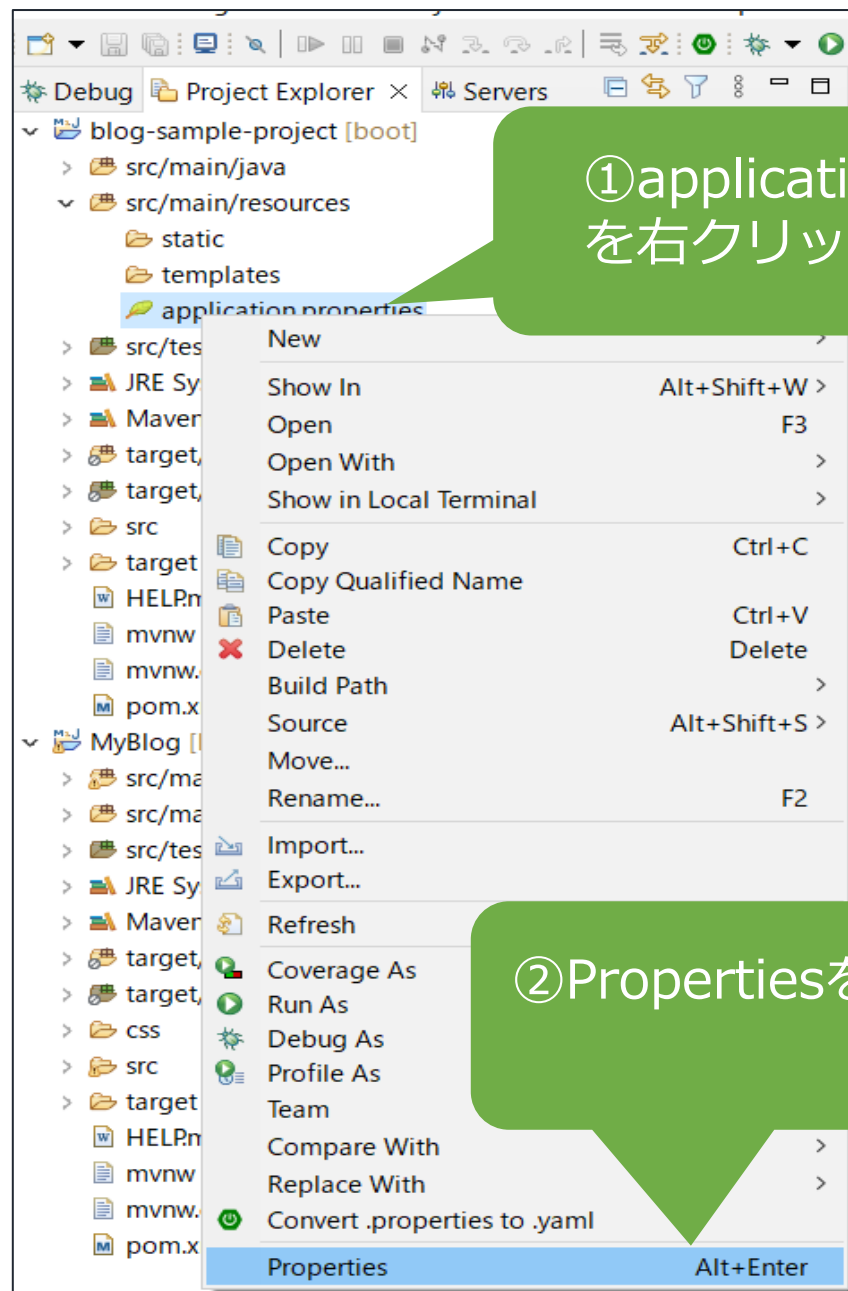 Debug Project Explorer × Servers
blog-sample-project [boot]
src/main/java
src/main/resources
static
templates
application.properties
src/tes
JRE Sy
Maven
target/
target/
src
target
HELP.m
mvnw
mvnw.
pom.x
MyBlog [
src/ma
src/ma
src/tes
JRE Sy
Maven
target/
target/
css
src
target
HELP.m
mvnw
mvnw.
pom.x
①applicati
を右クリッ
New >
Show In Alt+Shift+W >
Open F3
Open With >
Show in Local Terminal >
Copy Ctrl+C
Copy Qualified Name
Paste Ctrl+V
Delete Delete
Build Path >
Source Alt+Shift+S >
Move...
Rename... F2
Import...
Export...
Refresh
Coverage As
Run As
Debug As
Profile As
Team
Compare With >
Replace With >
Convert .properties to .yaml
Properties Alt+Enter
②Propertiesを